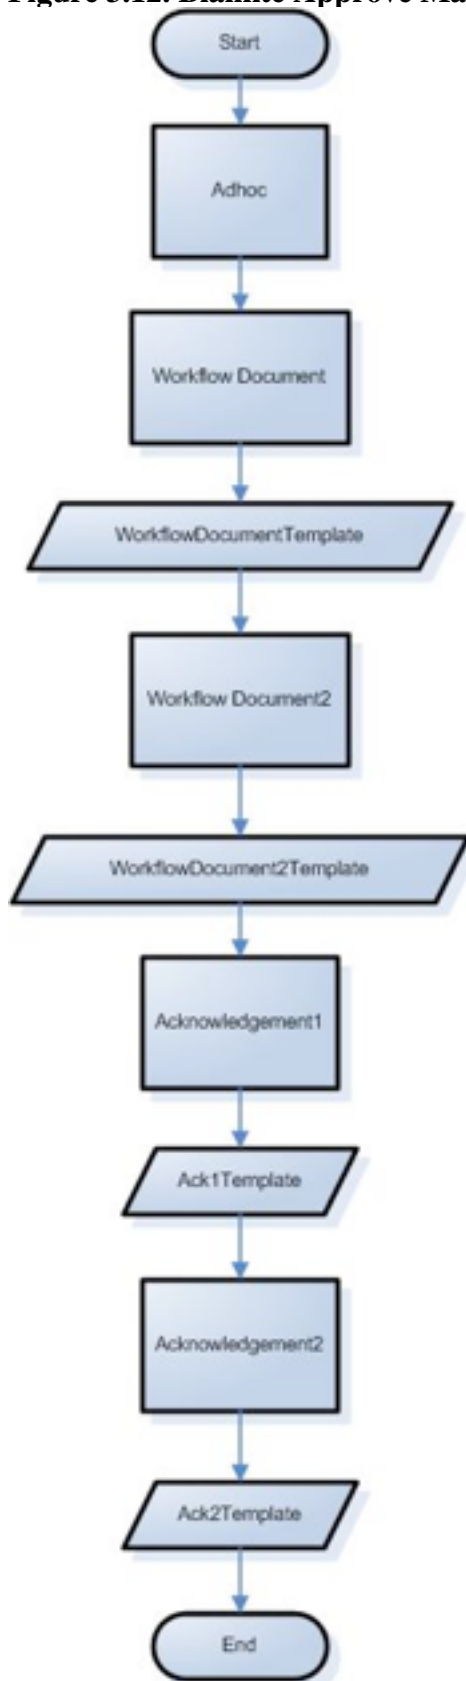 Start
Adhoc
Workflow Document
WorkflowDocumentTemplate
Workflow Document2
WorkflowDocument2Template
Acknowledgement1
Ack1Template
Acknowledgement2
Ack2Template
End